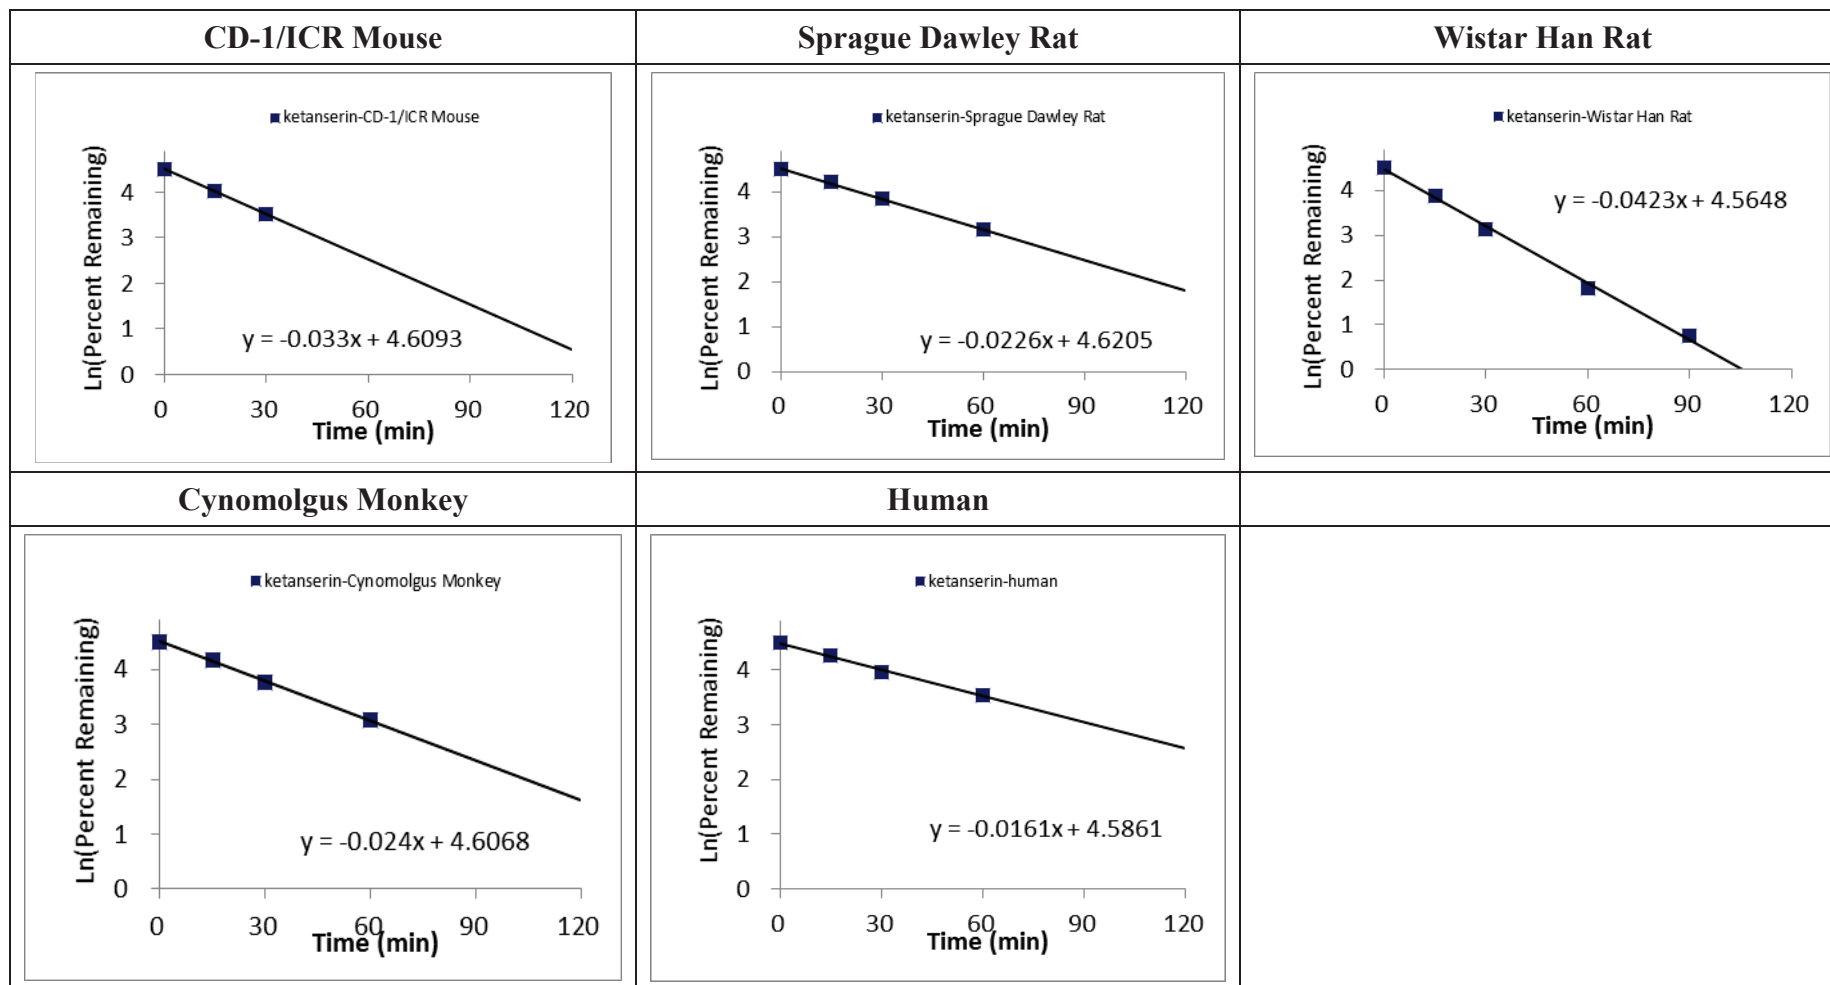 CD-1/ICR Mouse
Sprague Dawley Rat
Wistar Han Rat
ketanserin-CD-1/ICR Mouse
Ln(Percent Remaining)
4
3
2
1
0
y = -0.033x + 4.6093
0 30 60 90 120
Time (min)
ketanserin-Sprague Dawley Rat
Ln(Percent Remaining)
4
3
2
1
0
y = -0.0226x + 4.6205
0 30 60 90 120
Time (min)
ketanserin-Wistar Han Rat
Ln(Percent Remaining)
4
3
2
1
0
y = -0.0423x + 4.5648
0 30 60 90 120
Time (min)
Cynomolgus Monkey
Human
ketanserin-Cynomolgus Monkey
Ln(Percent Remaining)
4
3
2
1
0
y = -0.024x + 4.6068
0 30 60 90 120
Time (min)
ketanserin-human
Ln(Percent Remaining)
4
3
2
1
0
y = -0.0161x + 4.5861
0 30 60 90 120
Time (min)